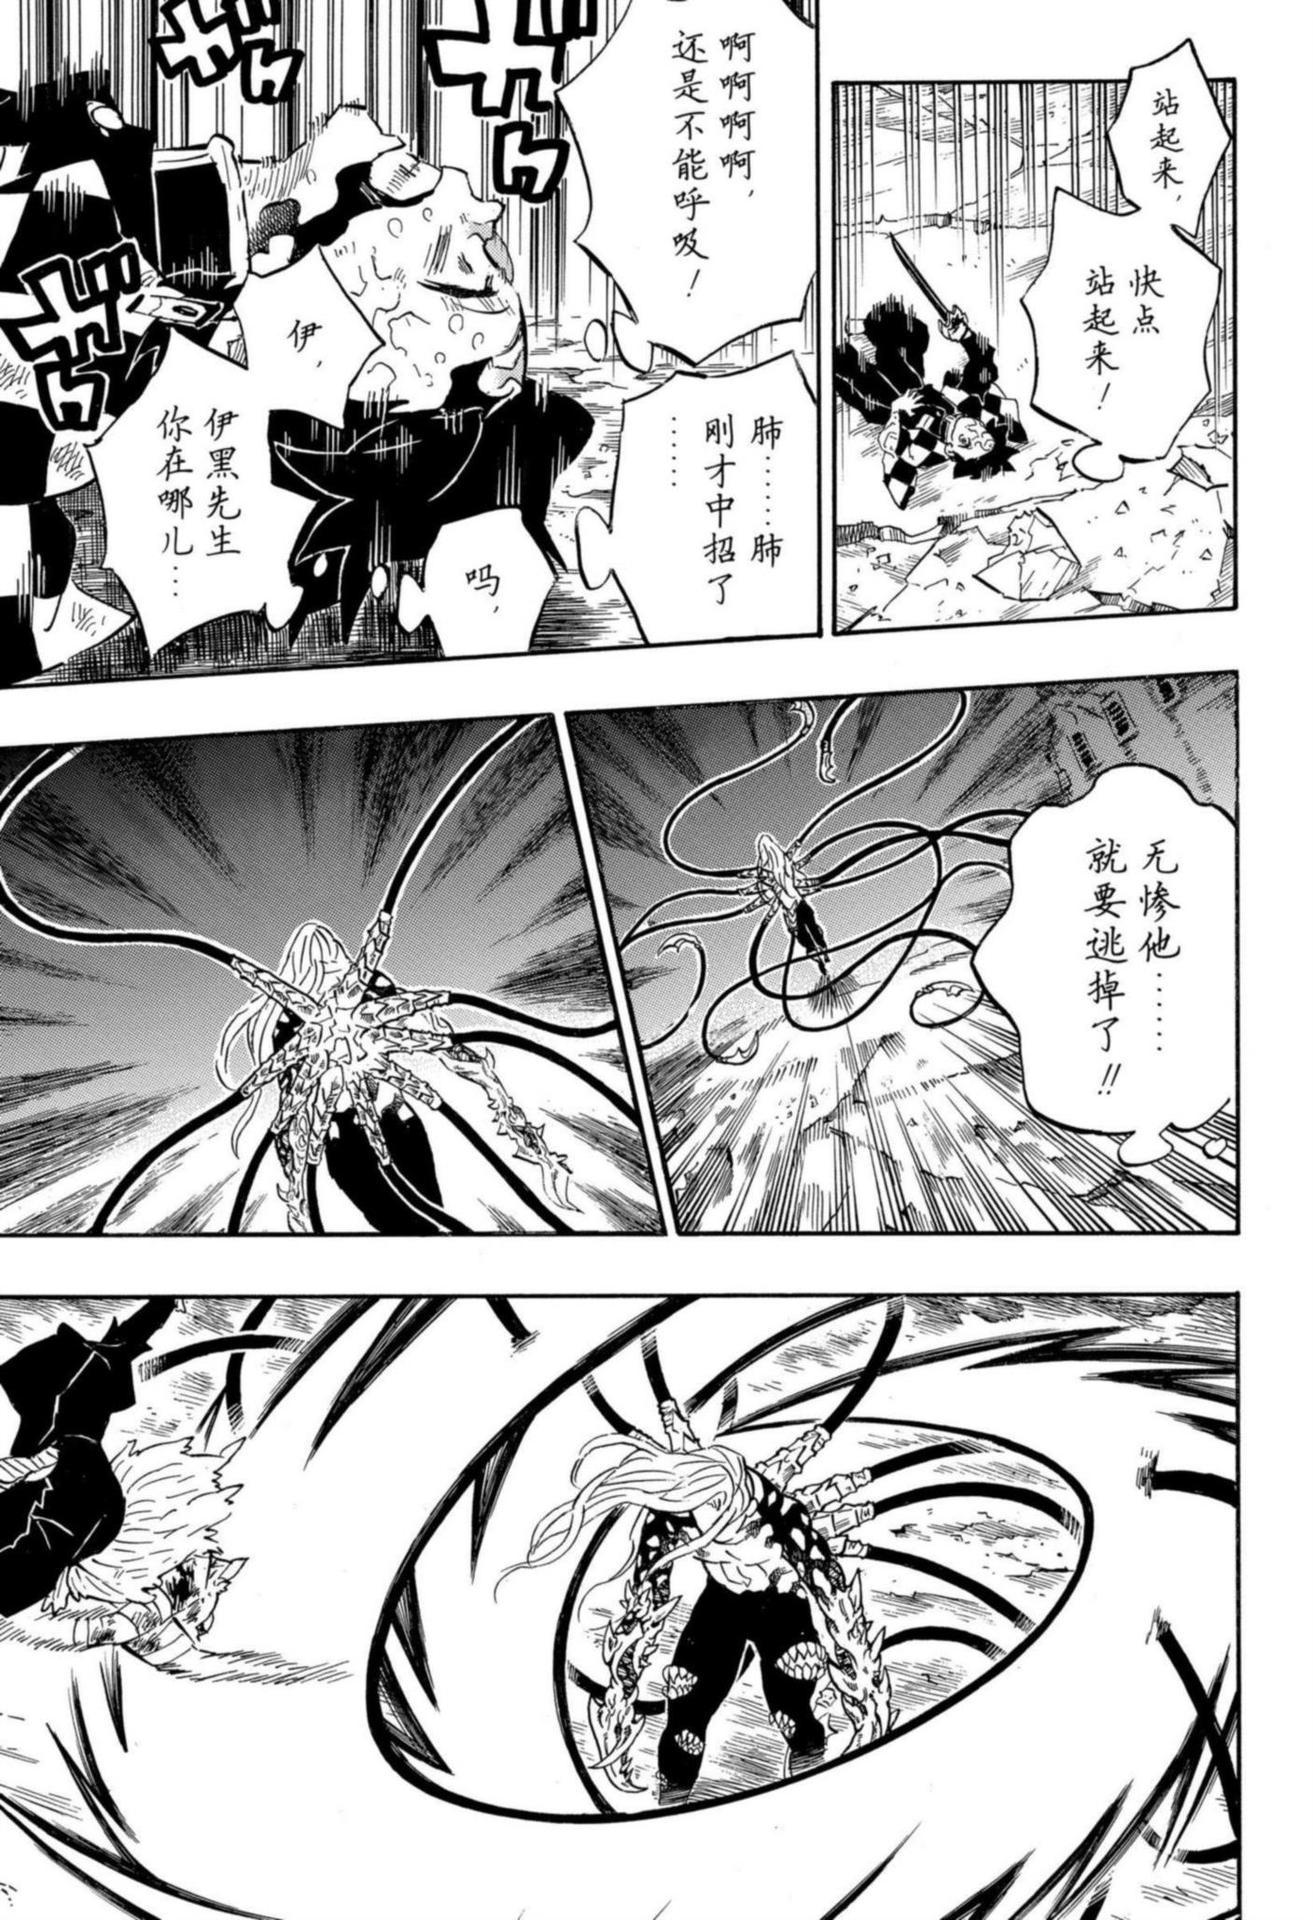 站起来，
快点
站起来！
啊啊啊啊，
还是不能呼吸！
肺……肺
刚才中招了
……
吗，
伊，
伊黑先生
你在哪儿……
无惨他……
就要逃掉了！！